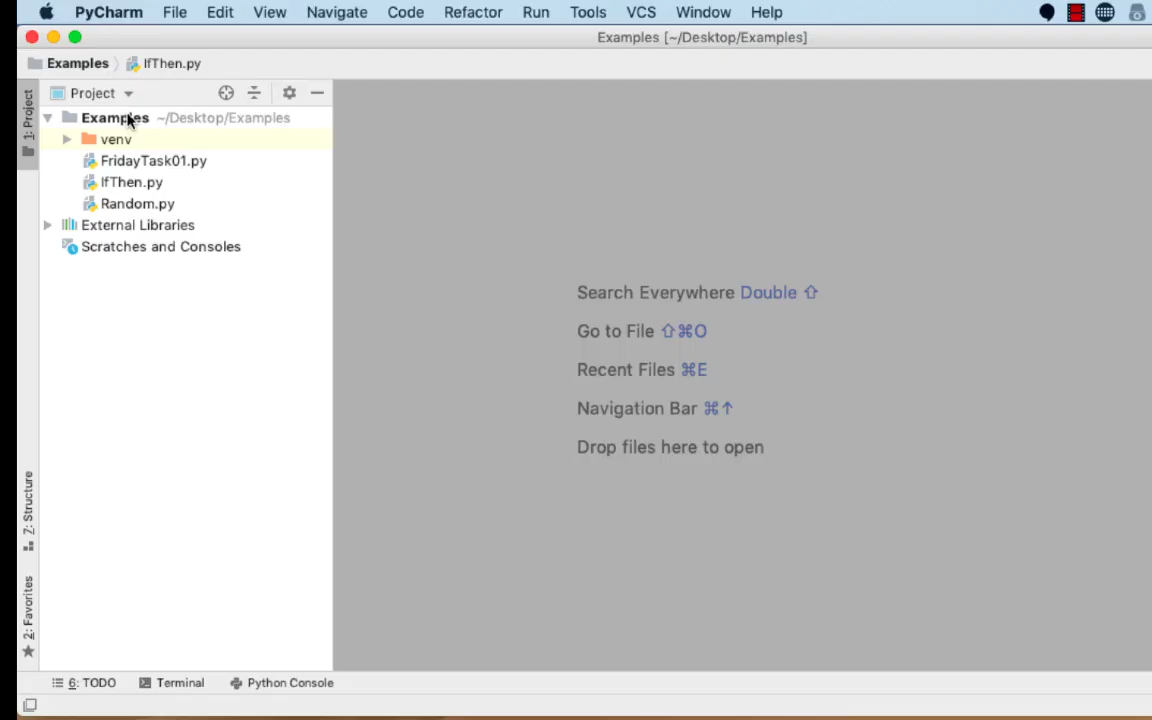 PyCharm File Edit View Navigate Code Refactor Run Tools VCS Window Help
Examples [~/Desktop/Examples]
Examples IfThen.py
1: Project
Project
Examples ~/Desktop/Examples
venv
FridayTask01.py
IfThen.py
Random.py
External Libraries
Scratches and Consoles
Search Everywhere Double ⇧
Go to File ⇧⌘O
Recent Files ⌘E
Navigation Bar ⌘↑
Drop files here to open
7: Structure
2: Favorites
6: TODO Terminal Python Console